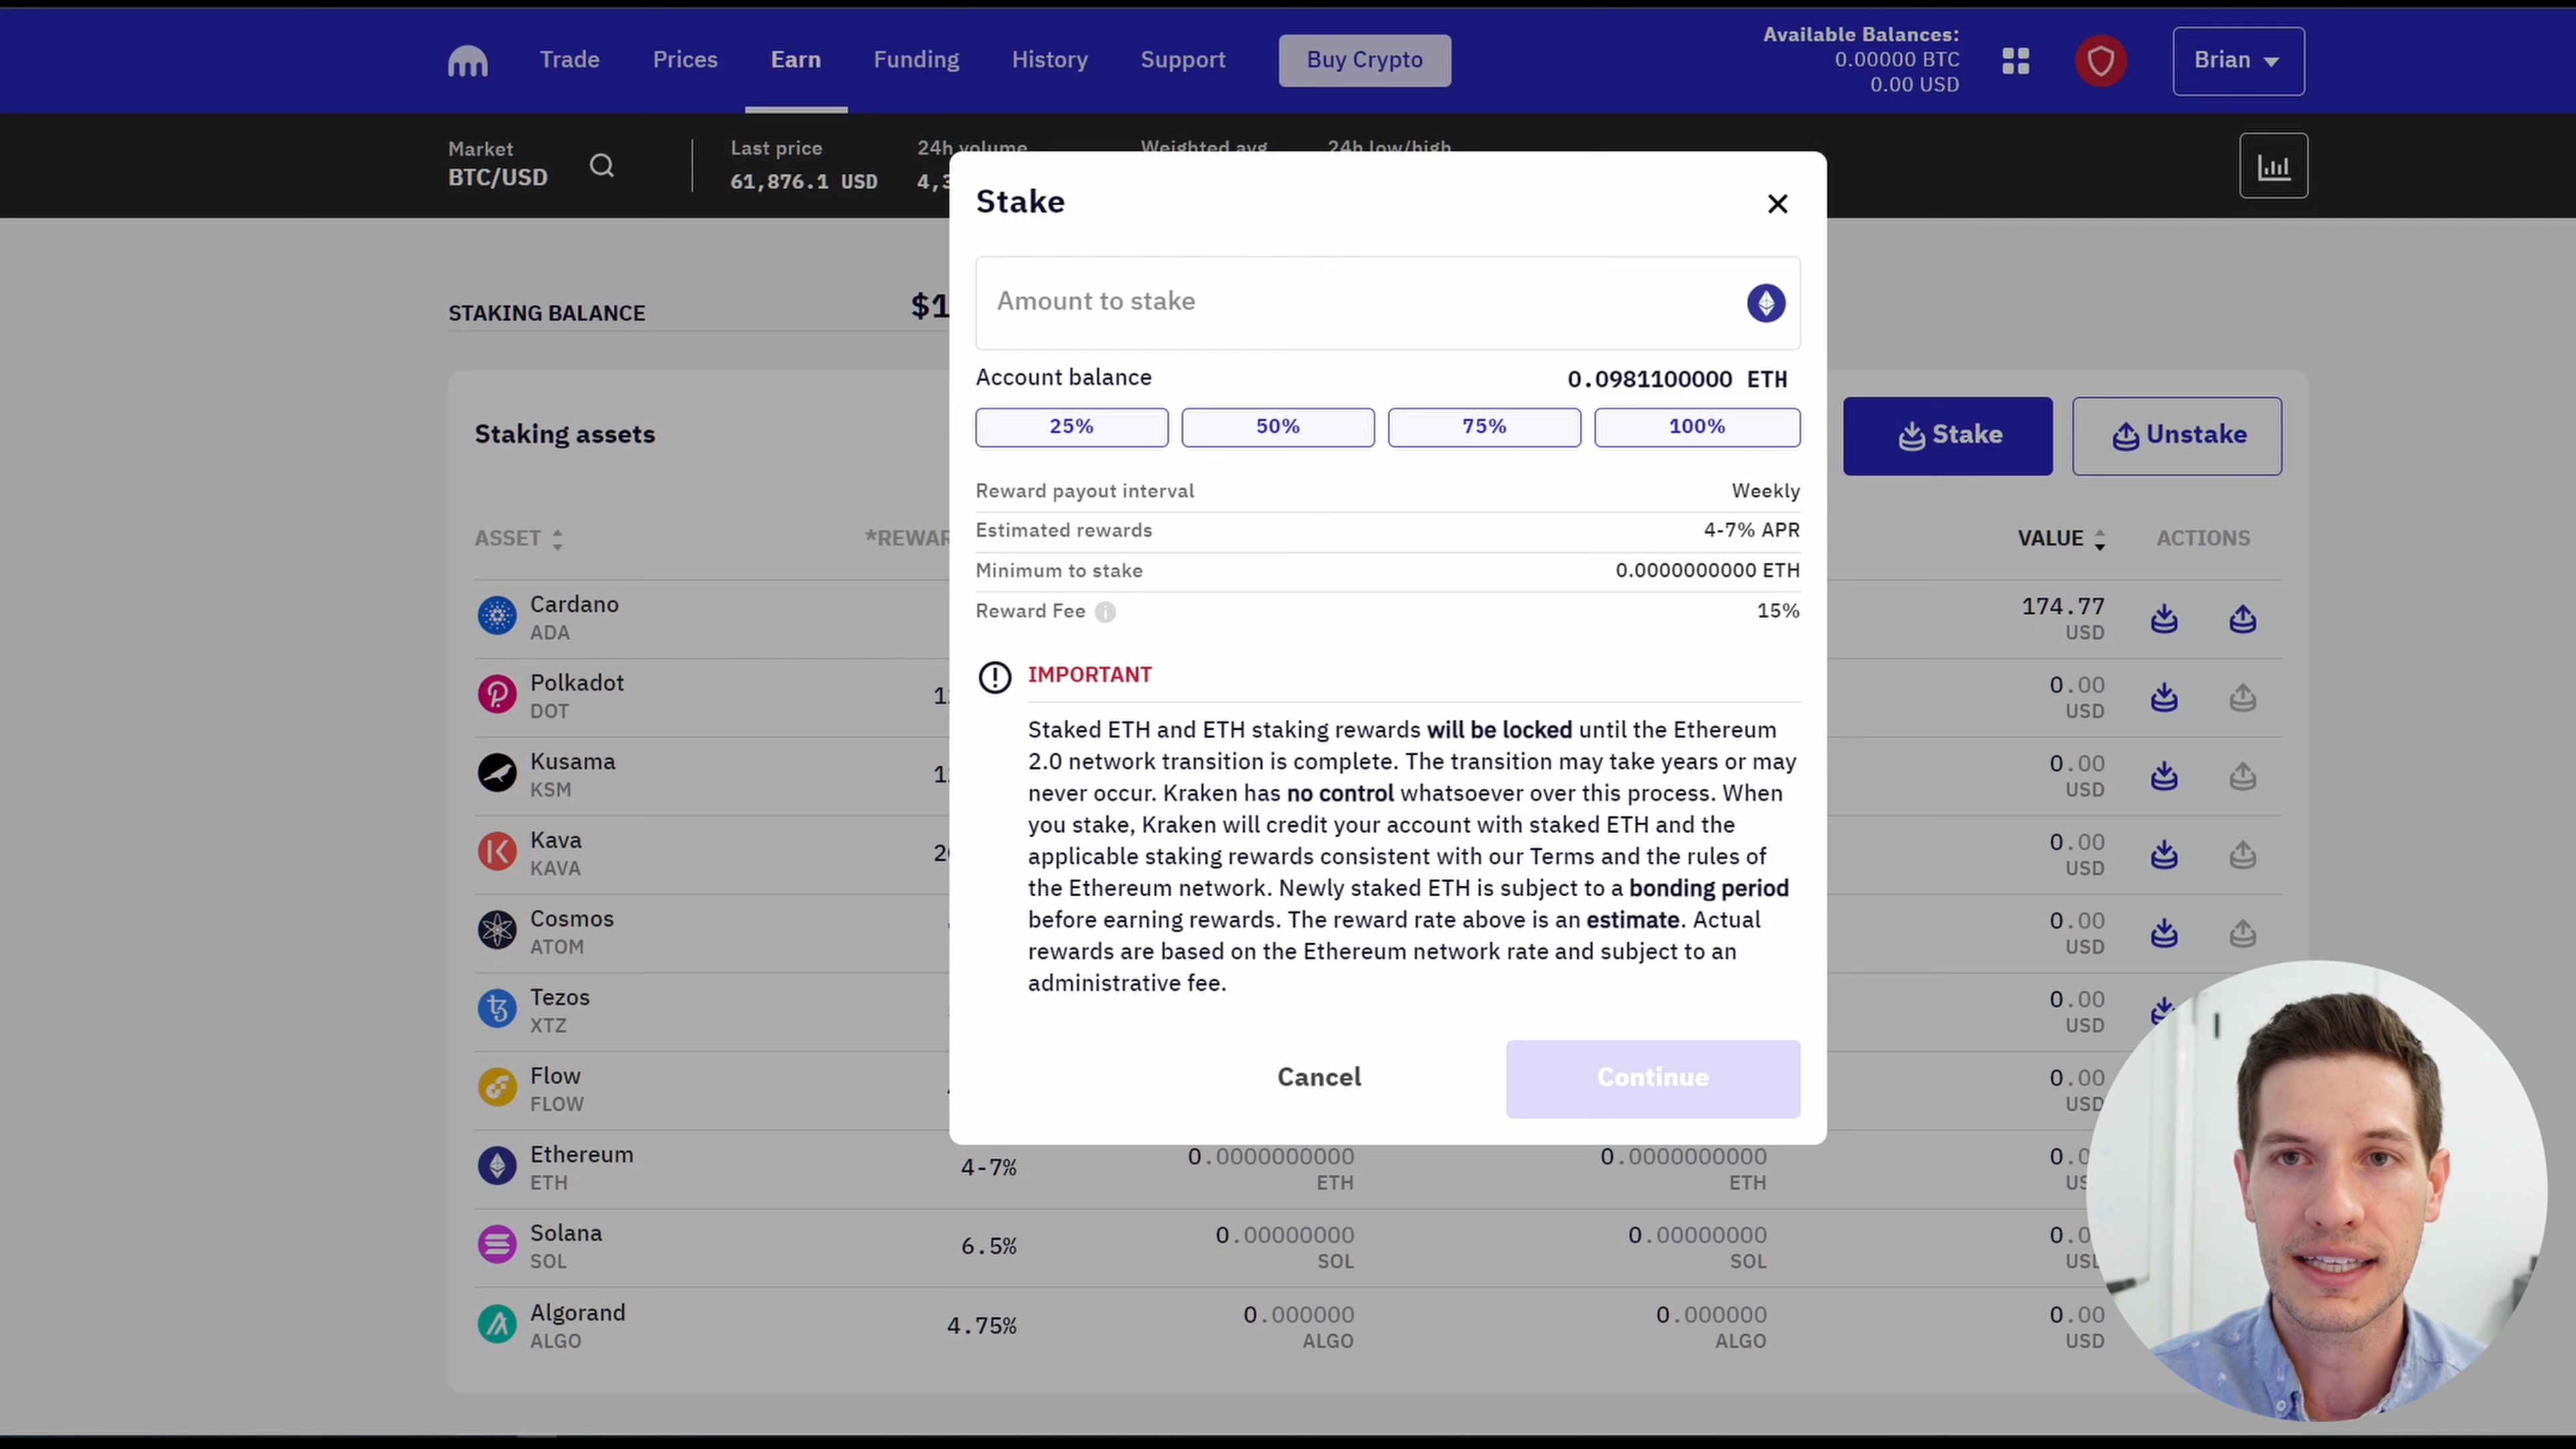 Trade Prices Earn Funding History Support Buy Crypto
Available Balances:
0.00000 BTC
0.00 USD
Brian
Market
BTC/USD
Last price
61,876.1 USD
24h volume
4,3
Weighted avg
24h low/high
STAKING BALANCE
$1
Staking assets
Stake
Unstake
ASSET *REWAR VALUE ACTIONS
Cardano
ADA
174.77
USD
Polkadot
DOT
0.00
USD
Kusama
KSM
0.00
USD
Kava
KAVA
0.00
USD
Cosmos
ATOM
0.00
USD
Tezos
XTZ
0.00
USD
Flow
FLOW
0.00
USD
Ethereum
ETH
4-7%
0.0000000000
ETH
0.0000000000
ETH
Solana
SOL
6.5%
0.00000000
SOL
0.00000000
SOL
Algorand
ALGO
4.75%
0.000000
ALGO
0.000000
ALGO
0.00
USD
Stake
Amount to stake
Account balance 0.0981100000 ETH
25% 50% 75% 100%
Reward payout interval Weekly
Estimated rewards 4-7% APR
Minimum to stake 0.0000000000 ETH
Reward Fee 15%
IMPORTANT
Staked ETH and ETH staking rewards will be locked until the Ethereum
2.0 network transition is complete. The transition may take years or may
never occur. Kraken has no control whatsoever over this process. When
you stake, Kraken will credit your account with staked ETH and the
applicable staking rewards consistent with our Terms and the rules of
the Ethereum network. Newly staked ETH is subject to a bonding period
before earning rewards. The reward rate above is an estimate. Actual
rewards are based on the Ethereum network rate and subject to an
administrative fee.
Cancel
Continue